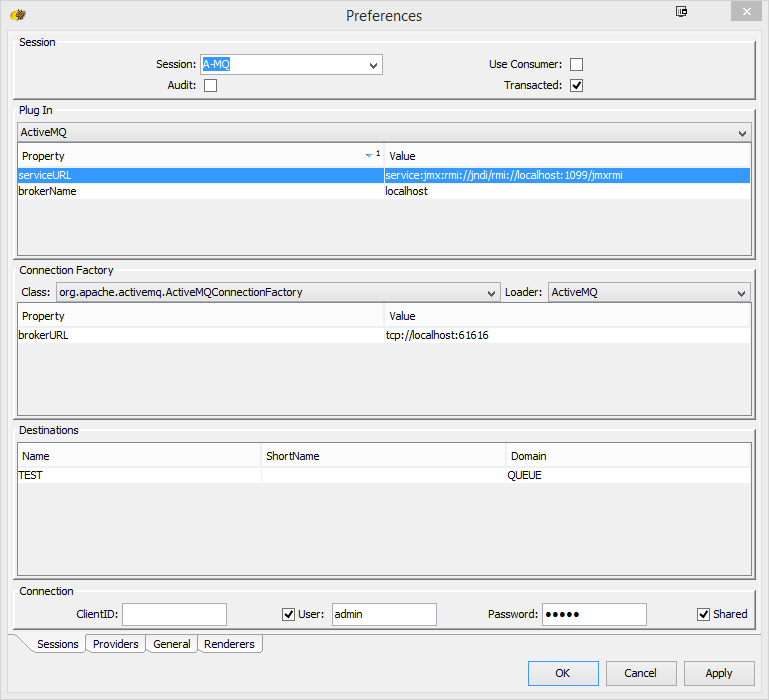 Preferences
Session
Session: A-MQ Use Consumer:
Audit: Transacted:
Plug In
ActiveMQ
Property 1 Value
serviceURL service:jmx:rmi://jndi/rmi://localhost:1099/jmxrmi
brokerName localhost
Connection Factory
Class: org.apache.activemq.ActiveMQConnectionFactory Loader: ActiveMQ
Property Value
brokerURL tcp://localhost:61616
Destinations
Name ShortName Domain
TEST QUEUE
Connection
ClientID: User: admin Password: ●●●●● Shared
Sessions Providers General Renderers
OK Cancel Apply